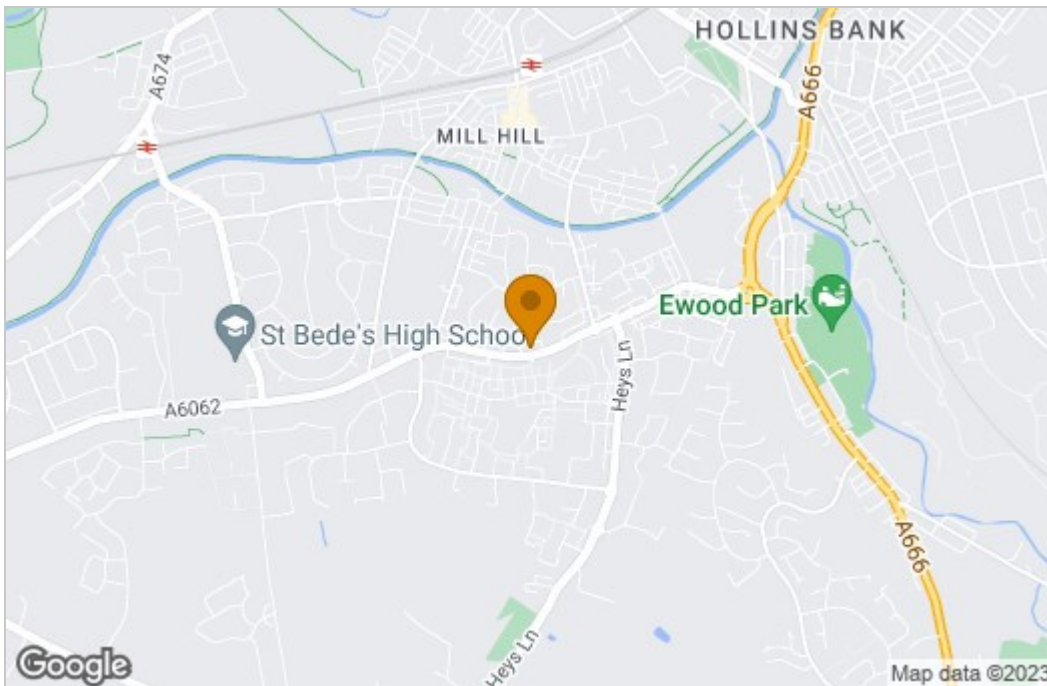 HOLLINS BANK
A674
A666
MILL HILL
Ewood Park
St Bede's High School
Heys Ln
A6062
A666
Heys Ln
Google
Map data ©2023